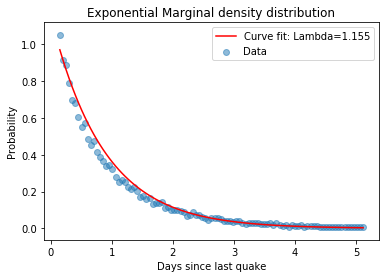 Exponential Marginal density distribution
Curve fit: Lambda=1.155
Data
Probability
1.0
0.8
0.6
0.4
0.2
0.0
0 1 2 3 4 5
Days since last quake